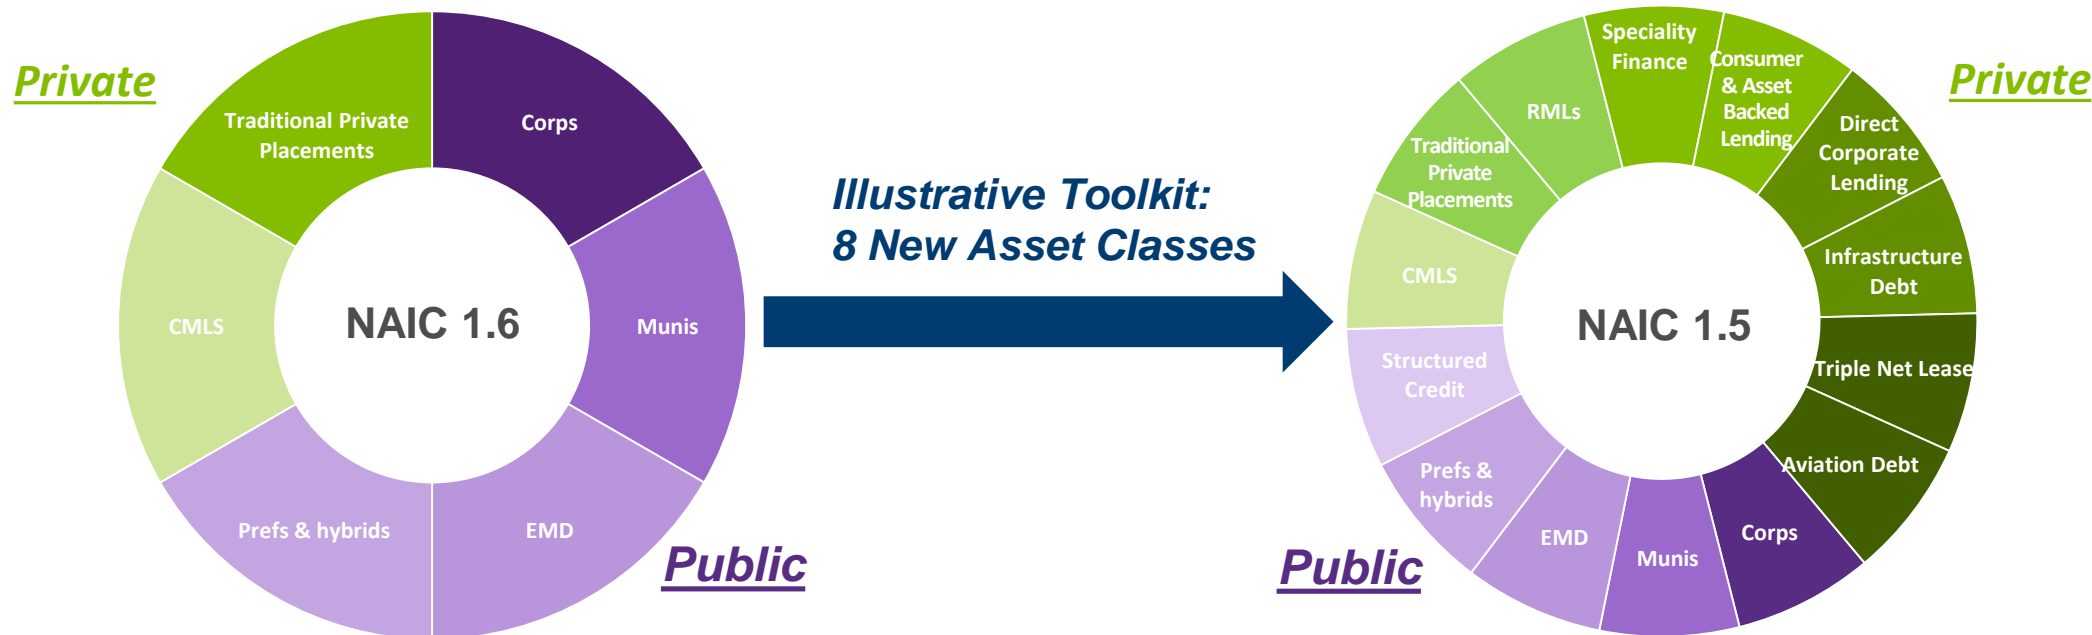 Private
Traditional Private
Placements
Corps
CMLS
NAIC 1.6
Munis
Prefs & hybrids
EMD
Public
Illustrative Toolkit:
8 New Asset Classes
Private
Speciality
Finance
Consumer
& Asset
Backed
Lending
Direct
Corporate
Lending
Infrastructure
Debt
Triple Net Lease
Aviation Debt
Corps
Munis
EMD
Prefs &
hybrids
Structured
Credit
CMLS
Traditional
Private
Placements
RMLs
NAIC 1.5
Public